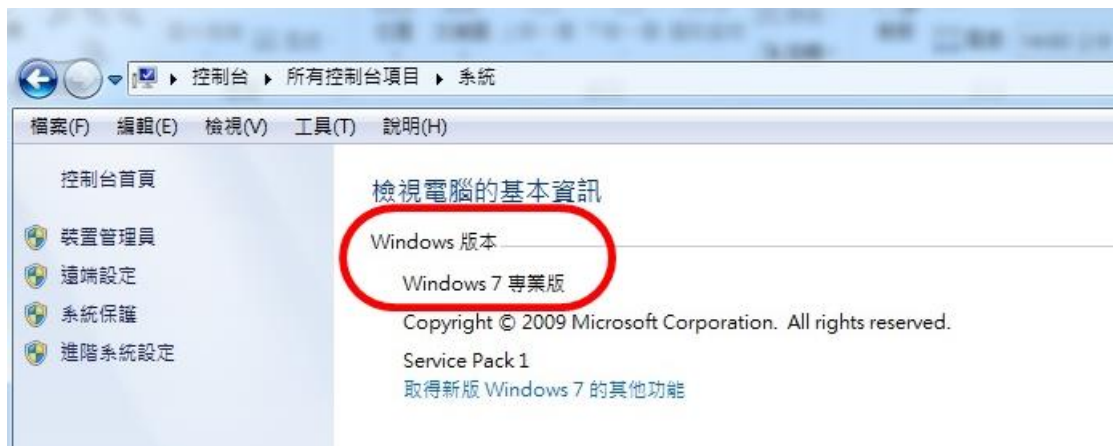 控制台 ▸ 所有控制台項目 ▸ 系統
檔案(F) 編輯(E) 檢視(V) 工具(T) 說明(H)
控制台首頁
裝置管理員
遠端設定
系統保護
進階系統設定
檢視電腦的基本資訊
Windows 版本
Windows 7 專業版
Copyright © 2009 Microsoft Corporation. All rights reserved.
Service Pack 1
取得新版 Windows 7 的其他功能